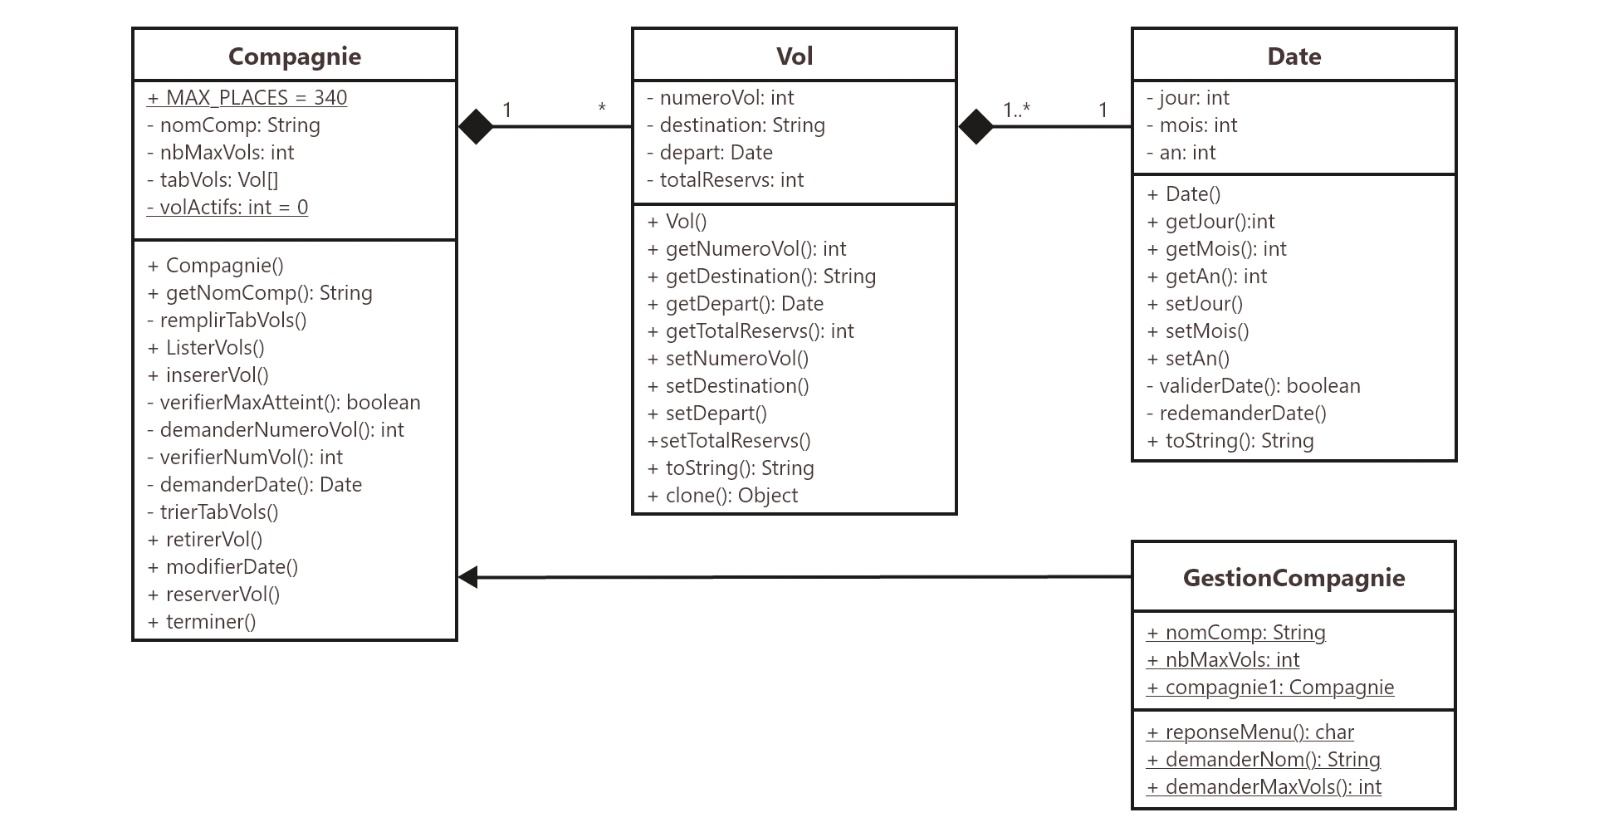 Compagnie
+ MAX_PLACES = 340
- nomComp: String
- nbMaxVols: int
- tabVols: Vol[]
- volActifs: int = 0
+ Compagnie()
+ getNomComp(): String
- remplirTabVols()
+ ListerVols()
+ insererVol()
- verifierMaxAtteint(): boolean
- demanderNumeroVol(): int
- verifierNumVol(): int
- demanderDate(): Date
- trierTabVols()
+ retirerVol()
+ modifierDate()
+ reserverVol()
+ terminer()
1
*
Vol
- numeroVol: int
- destination: String
- depart: Date
- totalReservs: int
+ Vol()
+ getNumeroVol(): int
+ getDestination(): String
+ getDepart(): Date
+ getTotalReservs(): int
+ setNumeroVol()
+ setDestination()
+ setDepart()
+setTotalReservs()
+ toString(): String
+ clone(): Object
1..*
1
Date
- jour: int
- mois: int
- an: int
+ Date()
+ getJour():int
+ getMois(): int
+ getAn(): int
+ setJour()
+ setMois()
+ setAn()
- validerDate(): boolean
- redemanderDate()
+ toString(): String
GestionCompagnie
+ nomComp: String
+ nbMaxVols: int
+ compagnie1: Compagnie
+ reponseMenu(): char
+ demanderNom(): String
+ demanderMaxVols(): int